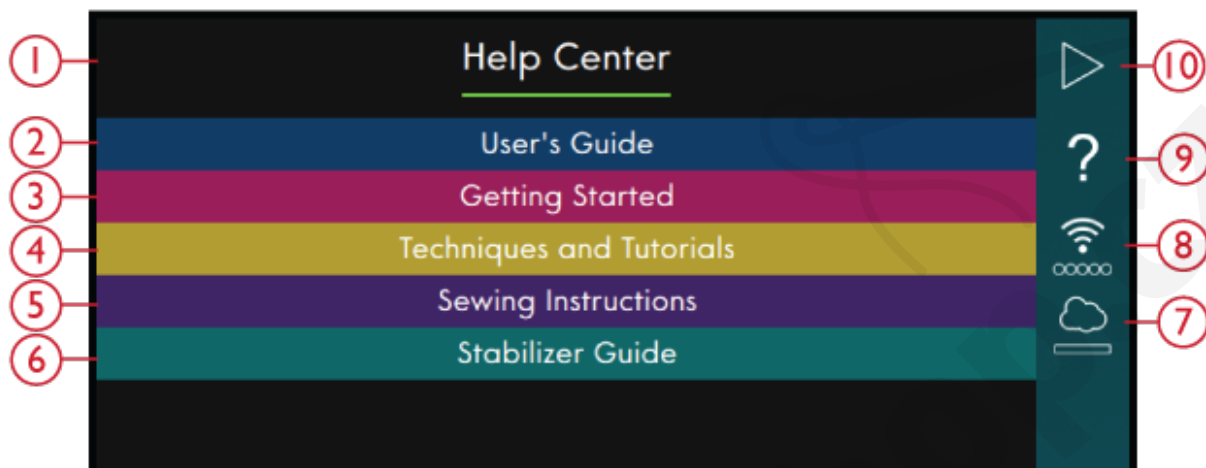 1 Help Center 10
2 User's Guide
? 9
3 Getting Started
4 Techniques and Tutorials 8
5 Sewing Instructions
7
6 Stabilizer Guide